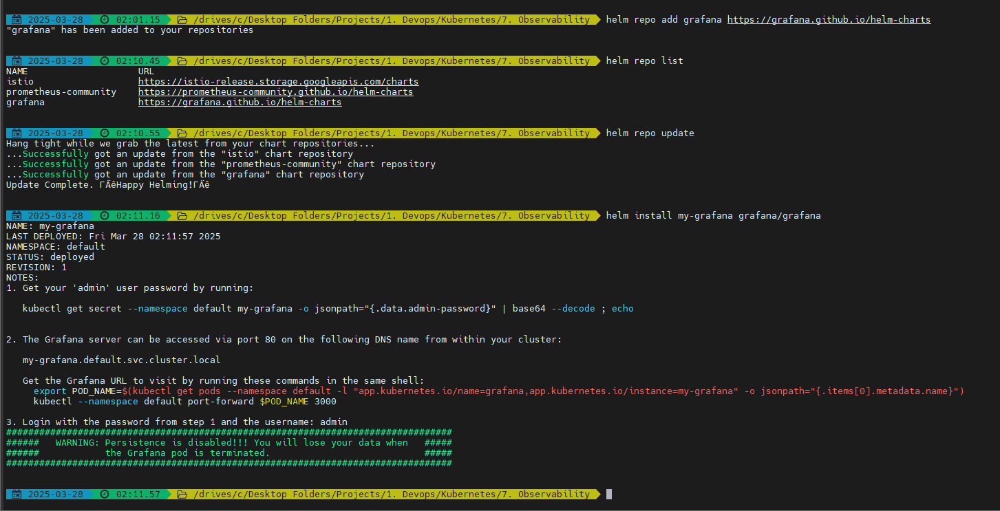 2025-03-28 02:01.15 /drives/c/Desktop Folders/Projects/1. Devops/Kubernetes/7. Observability helm repo add grafana https://grafana.github.io/helm-charts
"grafana" has been added to your repositories
2025-03-28 02:10.45 /drives/c/Desktop Folders/Projects/1. Devops/Kubernetes/7. Observability helm repo list
NAME URL
istio https://istio-release.storage.googleapis.com/charts
prometheus-community https://prometheus-community.github.io/helm-charts
grafana https://grafana.github.io/helm-charts
2025-03-28 02:10.55 /drives/c/Desktop Folders/Projects/1. Devops/Kubernetes/7. Observability helm repo update
Hang tight while we grab the latest from your chart repositories...
...Successfully got an update from the "istio" chart repository
...Successfully got an update from the "prometheus-community" chart repository
...Successfully got an update from the "grafana" chart repository
Update Complete. ΓÄêHappy Helming!ΓÄê
2025-03-28 02:11.16 /drives/c/Desktop Folders/Projects/1. Devops/Kubernetes/7. Observability helm install my-grafana grafana/grafana
NAME: my-grafana
LAST DEPLOYED: Fri Mar 28 02:11:57 2025
NAMESPACE: default
STATUS: deployed
REVISION: 1
NOTES:
1. Get your 'admin' user password by running:
kubectl get secret --namespace default my-grafana -o jsonpath="{.data.admin-password}" | base64 --decode ; echo
2. The Grafana server can be accessed via port 80 on the following DNS name from within your cluster:
my-grafana.default.svc.cluster.local
Get the Grafana URL to visit by running these commands in the same shell:
export POD_NAME=$(kubectl get pods --namespace default -l "app.kubernetes.io/name=grafana,app.kubernetes.io/instance=my-grafana" -o jsonpath="{.items[0].metadata.name}")
kubectl --namespace default port-forward $POD_NAME 3000
3. Login with the password from step 1 and the username: admin
#################################################################################
###### WARNING: Persistence is disabled!!! You will lose your data when #####
###### the Grafana pod is terminated. #####
#################################################################################
2025-03-28 02:11.57 /drives/c/Desktop Folders/Projects/1. Devops/Kubernetes/7. Observability